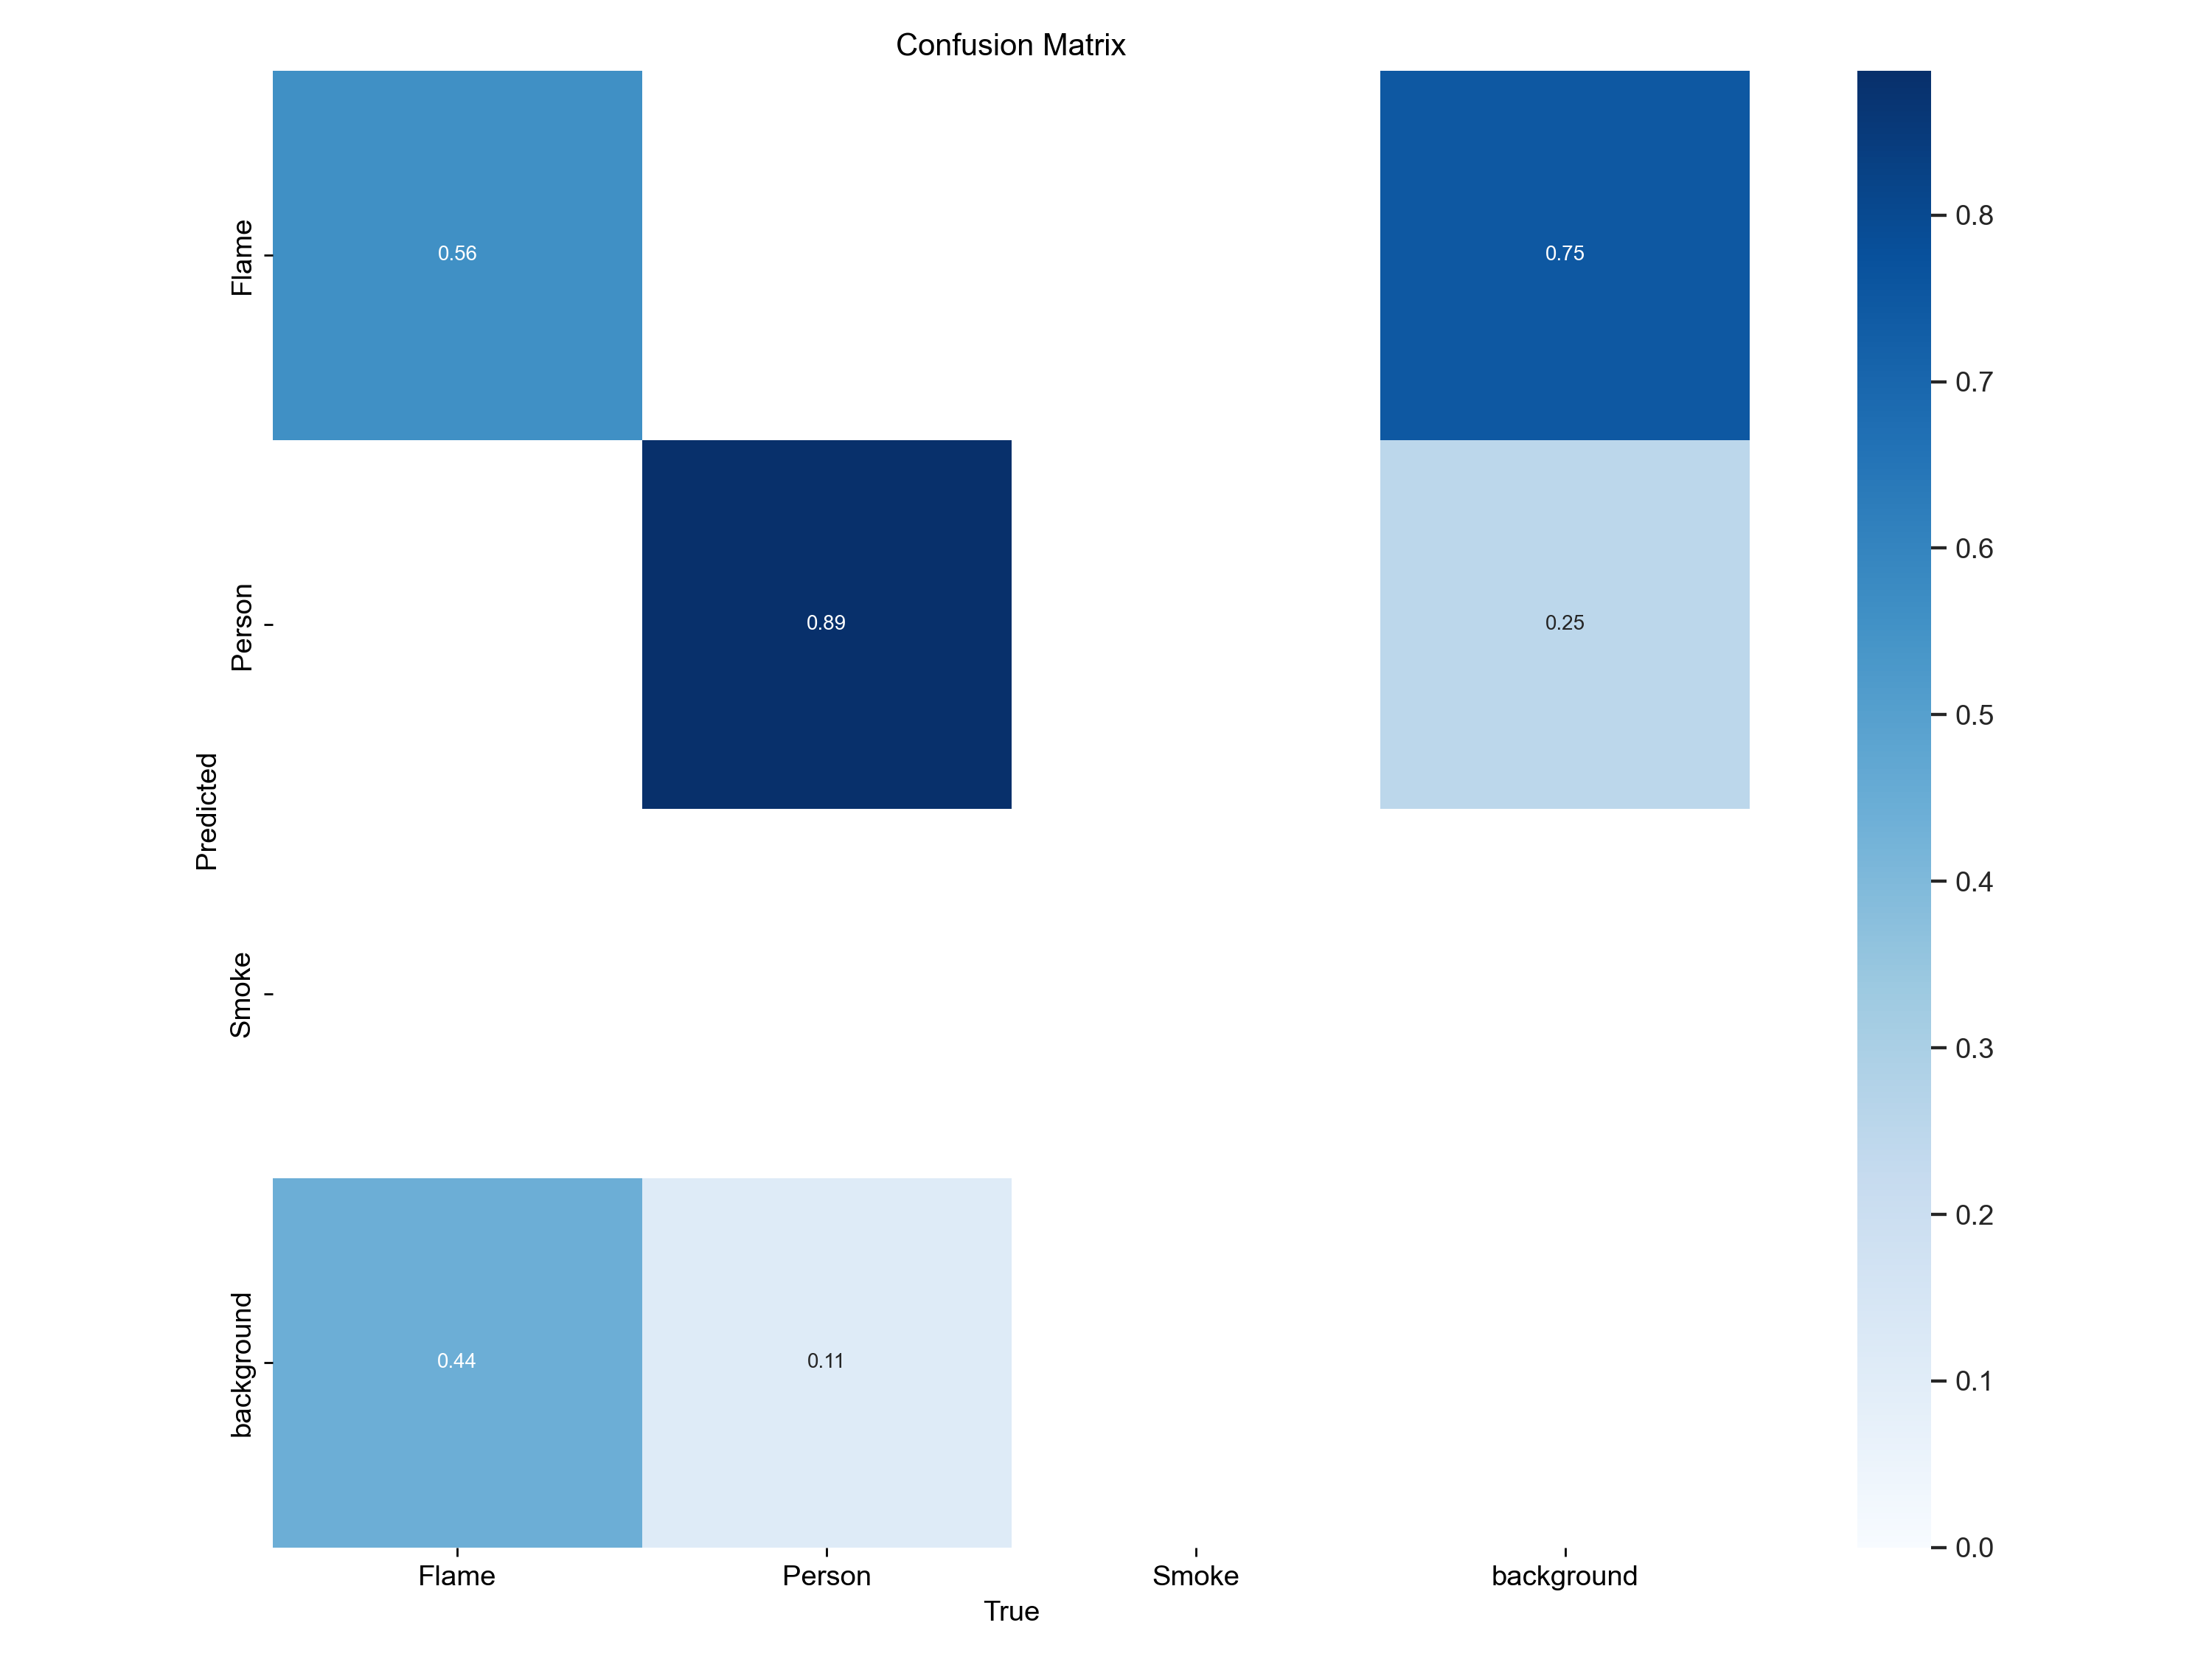 Confusion Matrix
Flame
0.56
0.75
0.8
0.7
0.6
Person
0.89
0.25
0.5
Predicted
0.4
Smoke
0.3
0.2
background
0.44
0.11
0.1
0.0
Flame
Person
Smoke
background
True